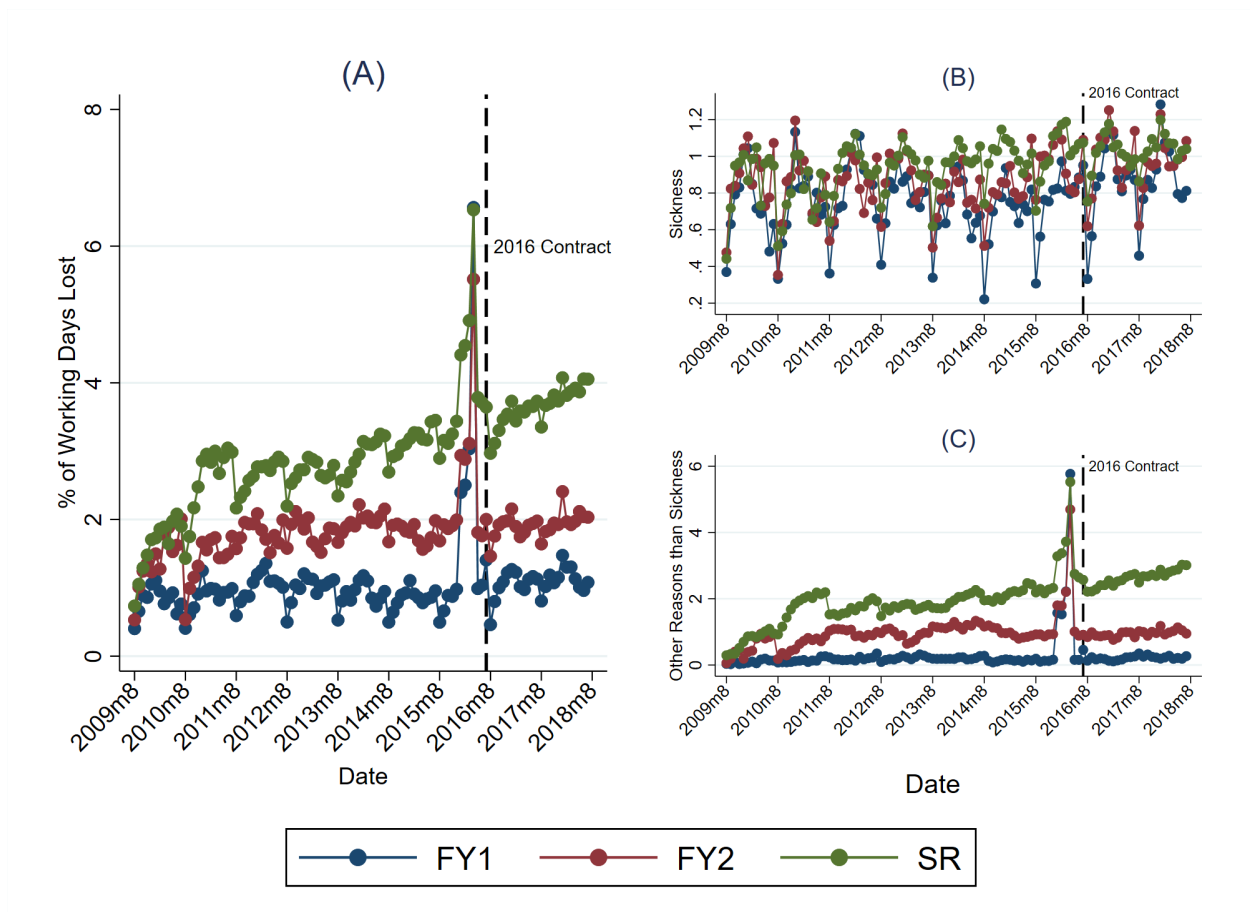 (A)
% of Working Days Lost
8
6
4
2
0
2016 Contract
2009m8
2010m8
2011m8
2012m8
2013m8
2014m8
2015m8
2016m8
2017m8
2018m8
Date
(B)
Sickness
1.2
1
.8
.6
.4
.2
2016 Contract
2009m8
2010m8
2011m8
2012m8
2013m8
2014m8
2015m8
2016m8
2017m8
2018m8
(C)
Other Reasons than Sickness
6
4
2
0
2016 Contract
2009m8
2010m8
2011m8
2012m8
2013m8
2014m8
2015m8
2016m8
2017m8
2018m8
Date
FY1 FY2 SR